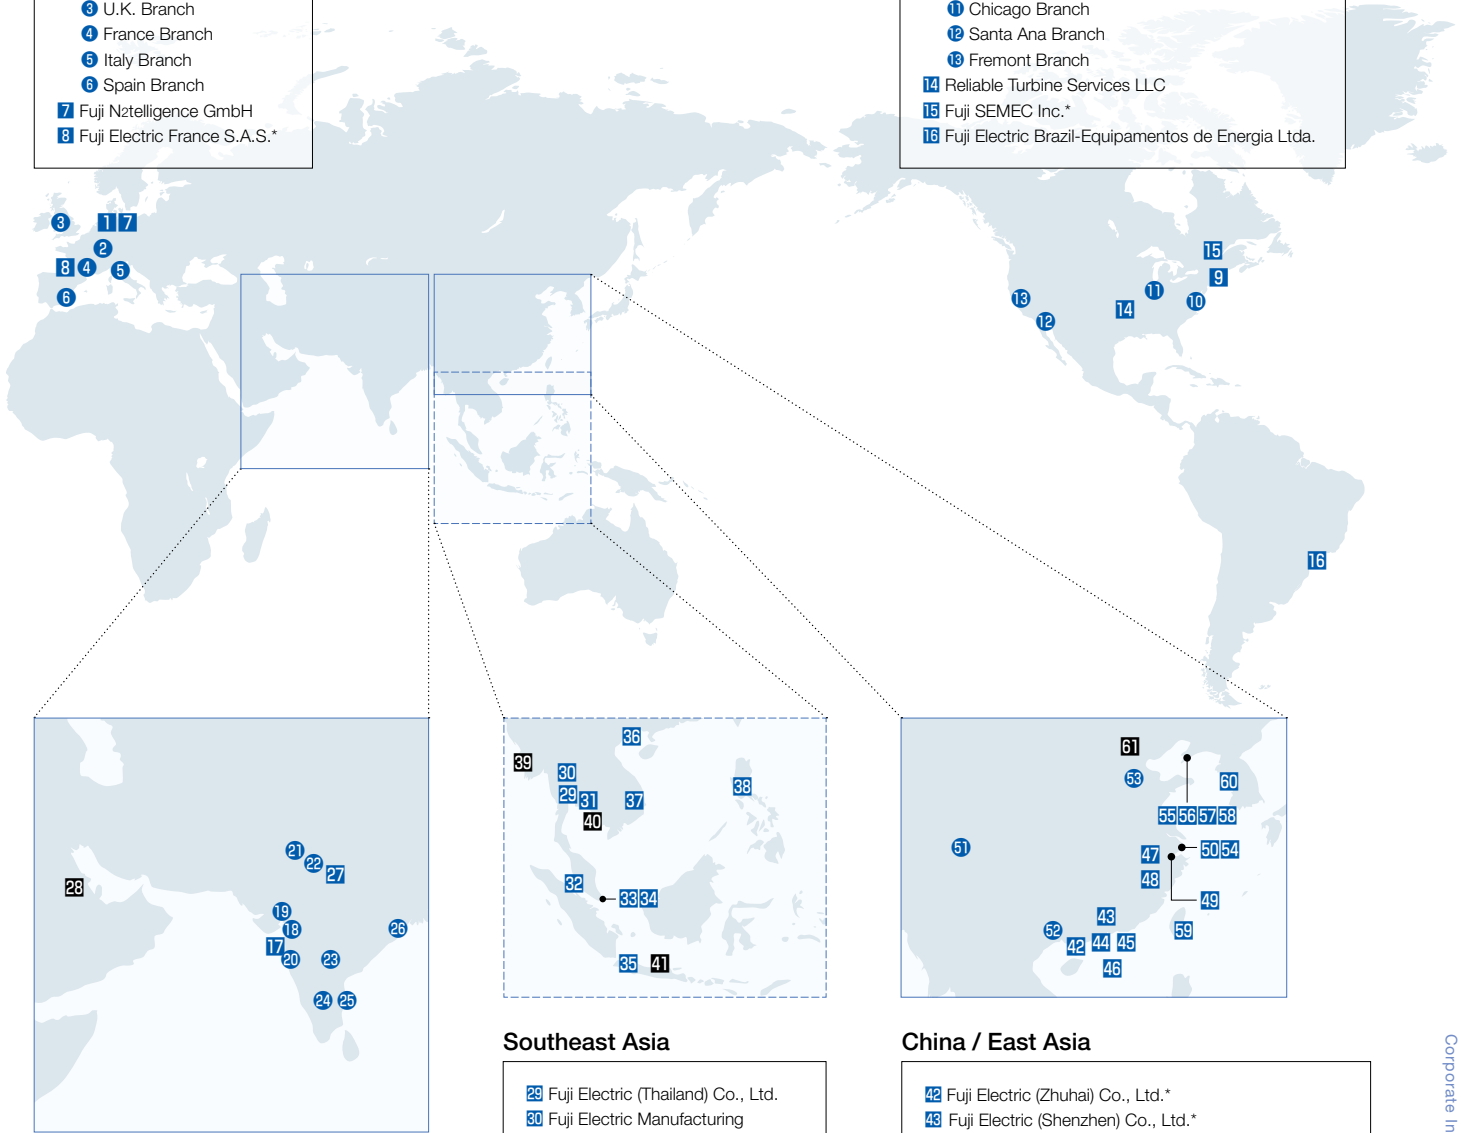 3 U.K. Branch
4 France Branch
5 Italy Branch
6 Spain Branch
7 Fuji N2telligence GmbH
8 Fuji Electric France S.A.S.*
11 Chicago Branch
12 Santa Ana Branch
13 Fremont Branch
14 Reliable Turbine Services LLC
15 Fuji SEMEC Inc.*
16 Fuji Electric Brazil-Equipamentos de Energia Ltda.
3 1 7
2
8 4 5
6
15
9
11
13 10
14
12
16
21
22
27
28
19
18
26
17
20 23
24 25
36
39
30
29 31 37
38
40
32
33 34
35 41
61
53
60
55 56 57 58
51
47
50 54
48
49
43
52
42 44 45
59
46
Southeast Asia
29 Fuji Electric (Thailand) Co., Ltd.
30 Fuji Electric Manufacturing
China / East Asia
42 Fuji Electric (Zhuhai) Co., Ltd.*
43 Fuji Electric (Shenzhen) Co., Ltd.*
Corporate In